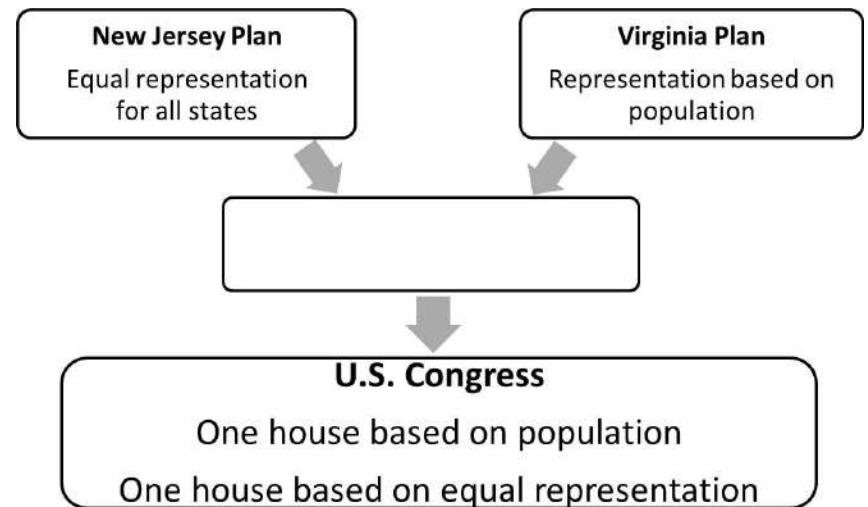 New Jersey Plan
Equal representation
for all states
Virginia Plan
Representation based on
population
U.S. Congress
One house based on population
One house based on equal representation